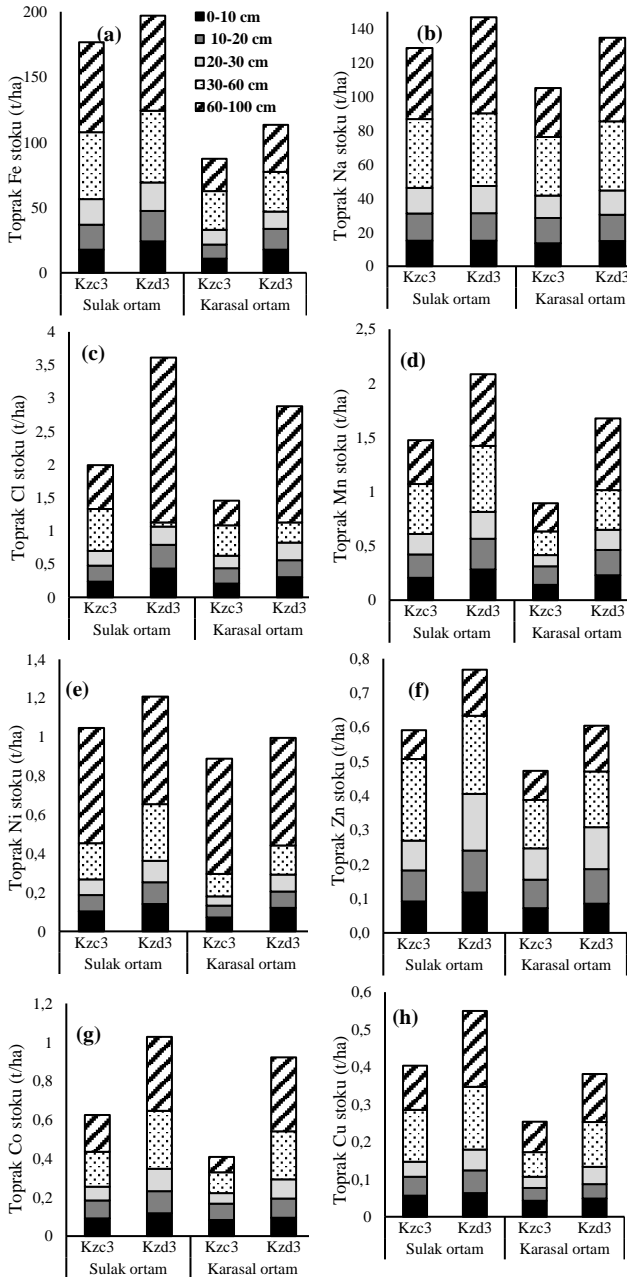 (a)
0-10 cm
10-20 cm
20-30 cm
30-60 cm
60-100 cm
Toprak Fe stoku (t/ha)
200
150
100
50
0
Kzc3 Kzd3 Kzc3 Kzd3
Sulak ortam Karasal ortam
(b)
Toprak Na stoku (t/ha)
140
120
100
80
60
40
20
0
Kzc3 Kzd3 Kzc3 Kzd3
Sulak ortam Karasal ortam
(c)
Toprak Cl stoku (t/ha)
4
3,5
3
2,5
2
1,5
1
0,5
0
Kzc3 Kzd3 Kzc3 Kzd3
Sulak ortam Karasal ortam
(d)
Toprak Mn stoku (t/ha)
2,5
2
1,5
1
0,5
0
Kzc3 Kzd3 Kzc3 Kzd3
Sulak ortam Karasal ortam
(e)
Toprak Ni stoku (t/ha)
1,4
1,2
1
0,8
0,6
0,4
0,2
0
Kzc3 Kzd3 Kzc3 Kzd3
Sulak ortam Karasal ortam
(f)
Toprak Zn stoku (t/ha)
0,8
0,7
0,6
0,5
0,4
0,3
0,2
0,1
0,0
Kzc3 Kzd3 Kzc3 Kzd3
Sulak ortam Karasal ortam
(g)
Toprak Co stoku (t/ha)
1,2
1
0,8
0,6
0,4
0,2
0
Kzc3 Kzd3 Kzc3 Kzd3
Sulak ortam Karasal ortam
(h)
Toprak Cu stoku (t/ha)
0,6
0,5
0,4
0,3
0,2
0,1
0
Kzc3 Kzd3 Kzc3 Kzd3
Sulak ortam Karasal ortam